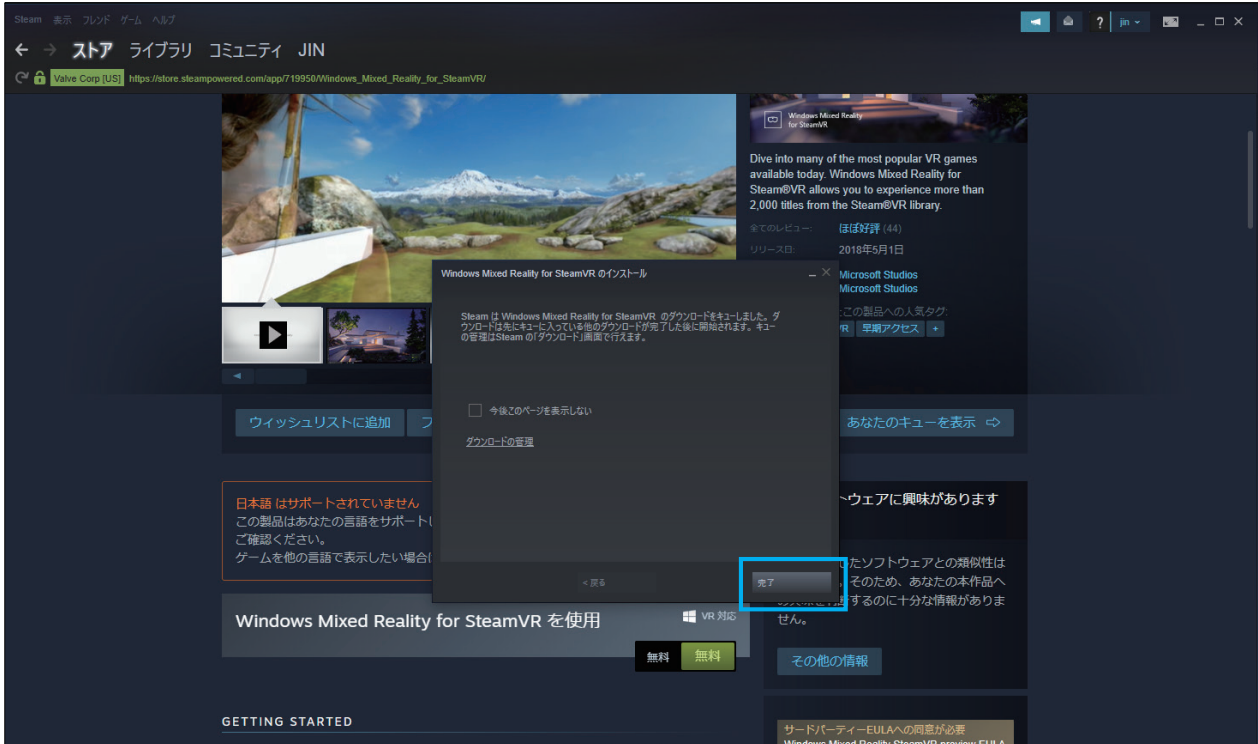 Steam 表示 フレンド ゲーム ヘルプ
? jin
ストア ライブラリ コミュニティ JIN
Valve Corp [US] https://store.steampowered.com/app/719950/Windows_Mixed_Reality_for_SteamVR/
Windows Mixed Reality
for SteamVR
Dive into many of the most popular VR games
available today. Windows Mixed Reality for
Steam®VR allows you to experience more than
2,000 titles from the Steam®VR library.
全てのレビュー: ほぼ好評 (44)
リリース日: 2018年5月1日
Microsoft Studios
Microsoft Studios
この製品への人気タグ:
VR 早期アクセス +
Windows Mixed Reality for SteamVR のインストール
Steam は Windows Mixed Reality for SteamVR のダウンロードをキューしました。ダ
ウンロードは先にキューに入っている他のダウンロードが完了した後に開始されます。キュー
の管理はSteam の「ダウンロード」画面で行えます。
今後このページを表示しない
ダウンロードの管理
< 戻る 完了
ウィッシュリストに追加 フ
あなたのキューを表示 ⇨
日本語 はサポートされていません
この製品はあなたの言語をサポートし
ご確認ください。
ゲームを他の言語で表示したい場合は
トウェアに興味があります
たソフトウェアとの類似性は
そのため、あなたの本作品へ
するのに十分な情報がありま
せん。
その他の情報
Windows Mixed Reality for SteamVR を使用
VR 対応
無料 無料
GETTING STARTED
サードパーティーEULAへの同意が必要
Windows Mixed Reality SteamVR preview EULA